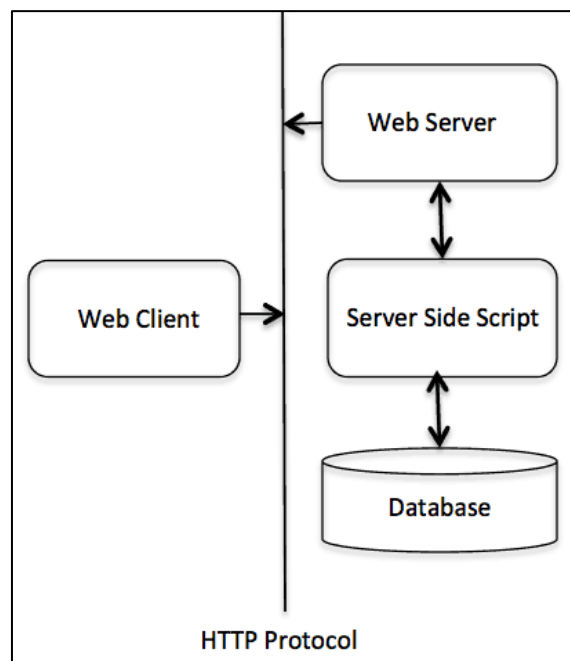 Web Server
Web Client
Server Side Script
Database
HTTP Protocol